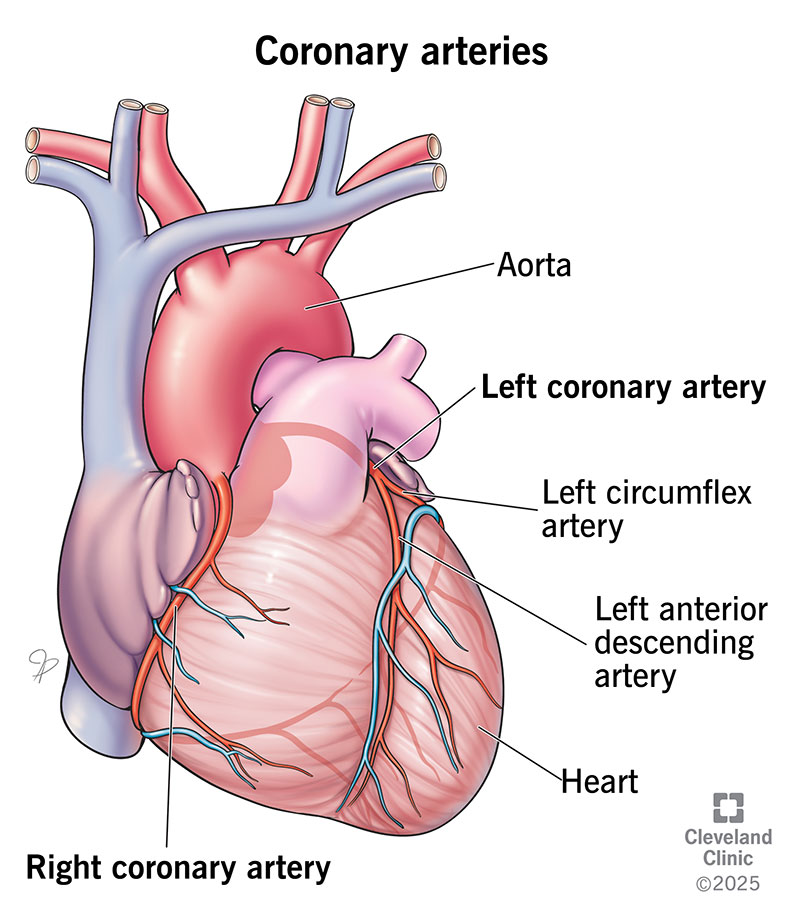 Coronary arteries
Aorta
Left coronary artery
Left circumflex
artery
Left anterior
descending
artery
Heart
Right coronary artery
Cleveland
Clinic
©2025